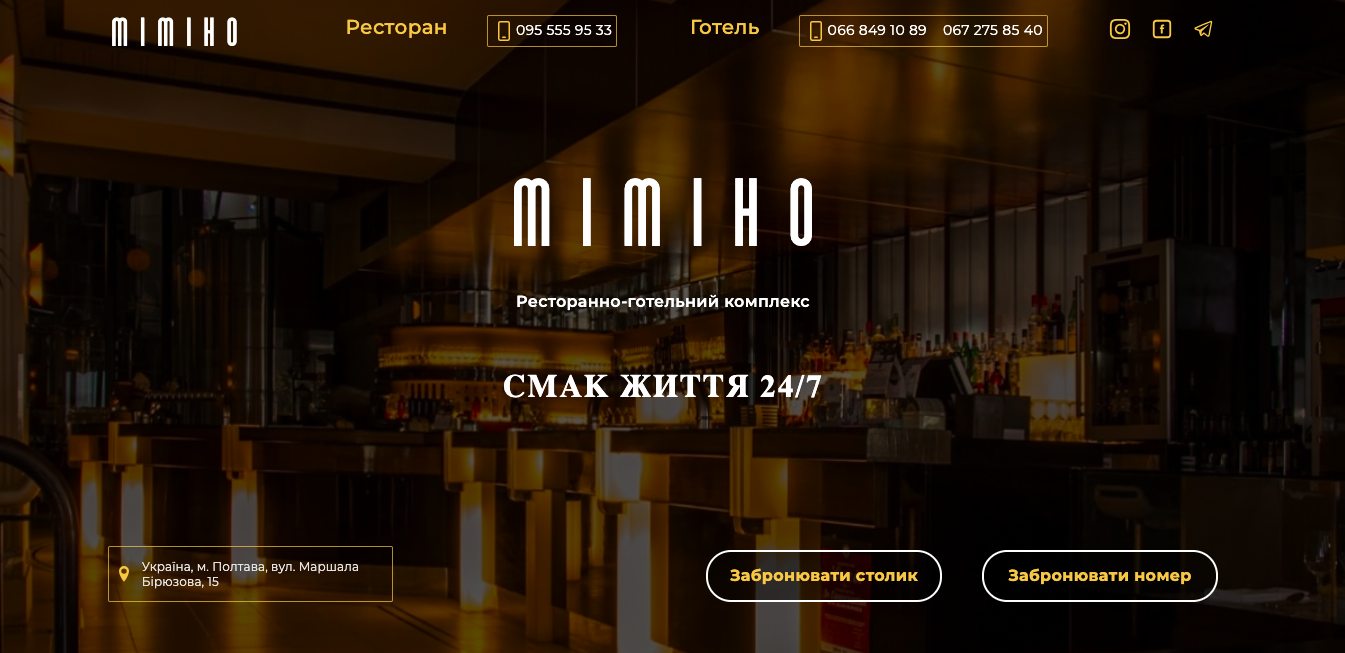 MIMIHO
Ресторан
095 555 95 33
Готель
066 849 10 89
067 275 85 40
MIMIHO
Ресторанно-готельний комплекс
СМАК ЖИТТЯ 24/7
Україна, м. Полтава, вул. Маршала
Бірюзова, 15
Забронювати столик
Забронювати номер